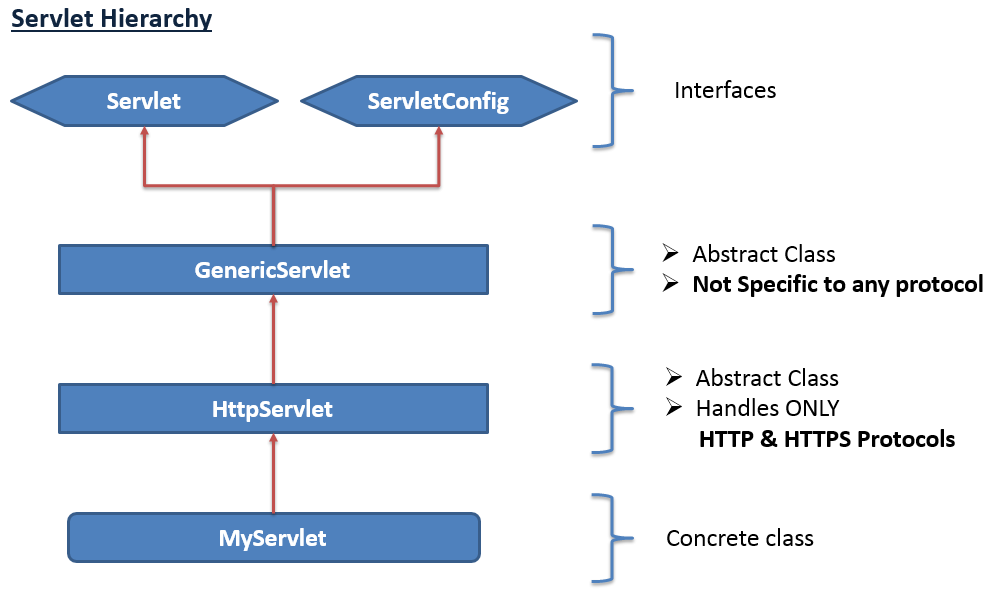 Servlet Hierarchy
Servlet
ServletConfig
Interfaces
GenericServlet
➢ Abstract Class
➢ Not Specific to any protocol
HttpServlet
➢ Abstract Class
➢ Handles ONLY
HTTP & HTTPS Protocols
MyServlet
Concrete class